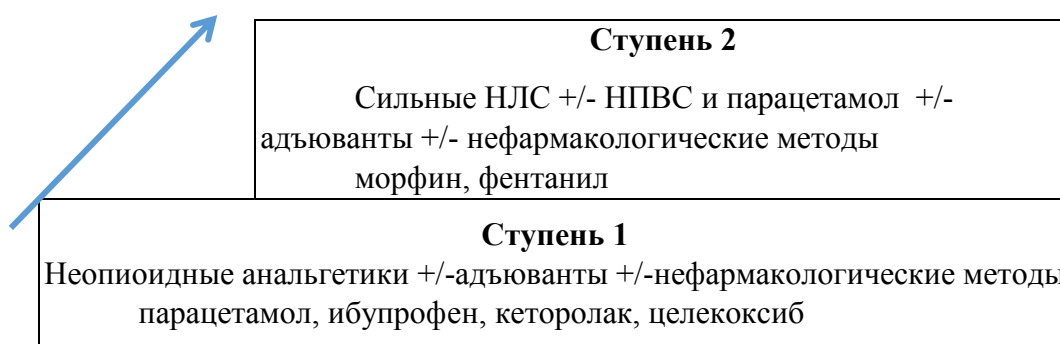 Ступень 2
Сильные НЛС +/- НПВС и парацетамол +/-
адъюванты +/- нефармакологические методы
морфин, фентанил
Ступень 1
Неопиоидные анальгетики +/-адъюванты +/-нефармакологические методы
парацетамол, ибупрофен, кеторолак, целекоксиб